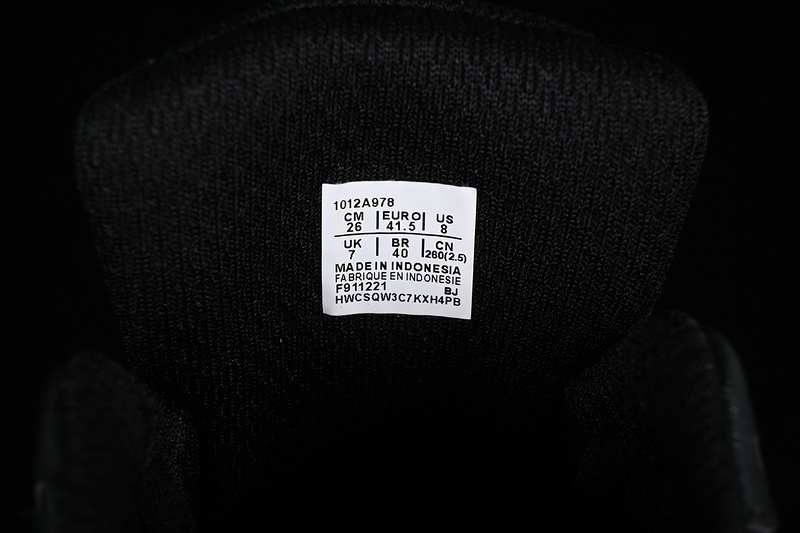 1012A978
CM | EURO | US
26 | 41.5 | 8
UK | BR | CN
7 | 40 | 260(2.5)
MADE IN INDONESIA
FABRIQUE EN INDONESIE
F911221 BJ
HWCSQW3C7KXH4PB